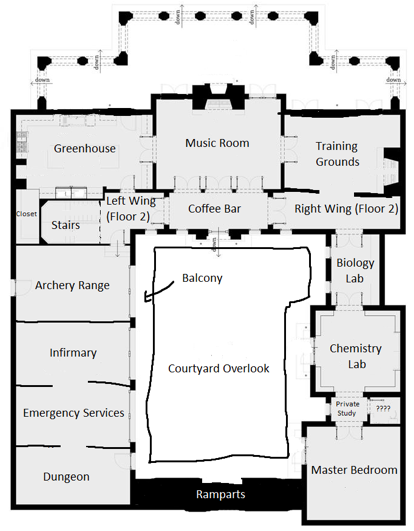 down
down
down
down
Greenhouse
Music Room
Training
Grounds
Closet
Stairs
Left Wing
(Floor 2)
Coffee Bar
Right Wing (Floor 2)
down
Archery Range
Balcony
Biology
Lab
Infirmary
Courtyard Overlook
Chemistry
Lab
Emergency Services
Private
Study
????
Dungeon
Master Bedroom
Ramparts